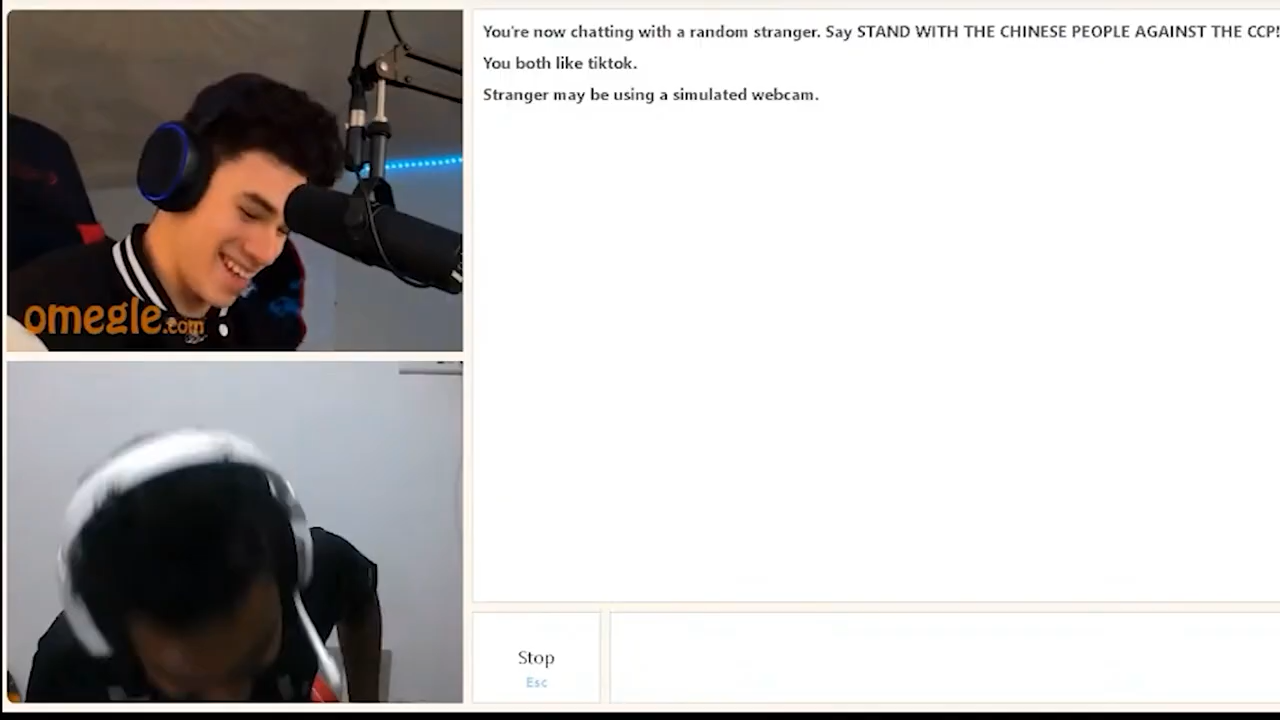 You're now chatting with a random stranger. Say STAND WITH THE CHINESE PEOPLE AGAINST THE CCP!
You both like tiktok.
Stranger may be using a simulated webcam.
omegle.com
Stop
Esc